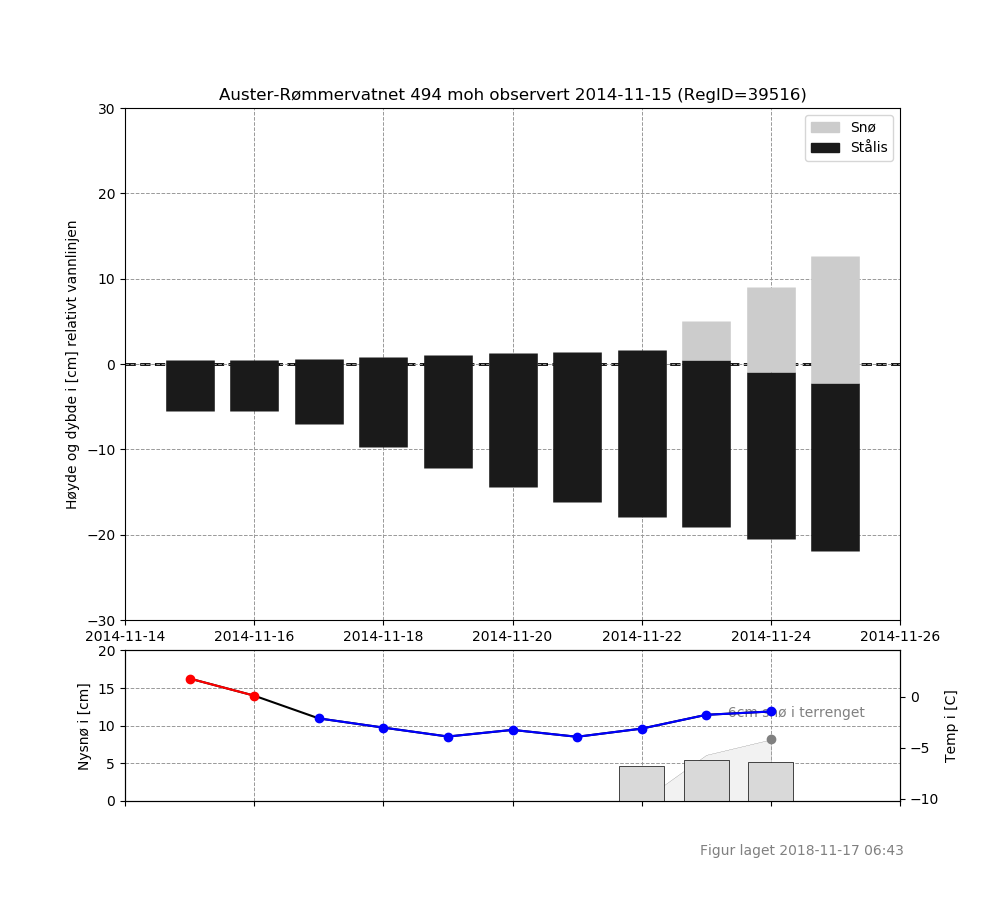 Auster-Rømmervatnet 494 moh observert 2014-11-15 (RegID=39516)
Snø
Stålis
Høyde og dybde i [cm] relativt vannlinjen
30
20
10
0
−10
−20
−30
2014-11-14 2014-11-16 2014-11-18 2014-11-20 2014-11-22 2014-11-24 2014-11-26
Nysnø i [cm]
20
15
10
5
0
6cm snø i terrenget
0
−5
−10
Temp i [C]
Figur laget 2018-11-17 06:43